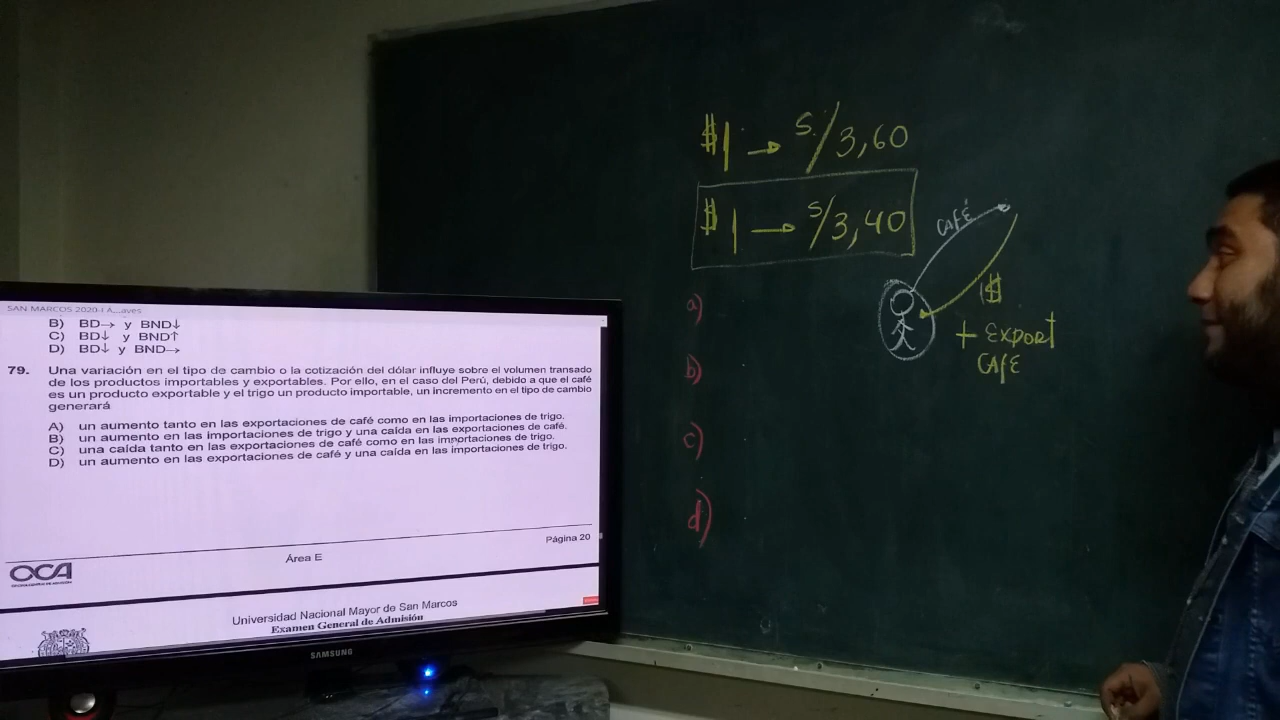 $1 → S/3,60
$1 → S/3,40
CAFÉ
1$
+ EXPORT
CAFE
a)
b)
c)
d)
SAN MARCOS 2020-I A...aves
B) BD→ y BND↓
C) BD↓ y BND↑
D) BD↓ y BND→
79. Una variación en el tipo de cambio o la cotización del dólar influye sobre el volumen transado
de los productos importables y exportables. Por ello, en el caso del Perú, debido a que el café
es un producto exportable y el trigo un producto importable, un incremento en el tipo de cambio
generará
A) un aumento tanto en las exportaciones de café como en las importaciones de trigo.
B) un aumento en las importaciones de trigo y una caída en las exportaciones de café.
C) una caída tanto en las exportaciones de café como en las importaciones de trigo.
D) un aumento en las exportaciones de café y una caída en las importaciones de trigo.
Página 20
Área E
OCA
Universidad Nacional Mayor de San Marcos
Examen General de Admisión
SAMSUNG